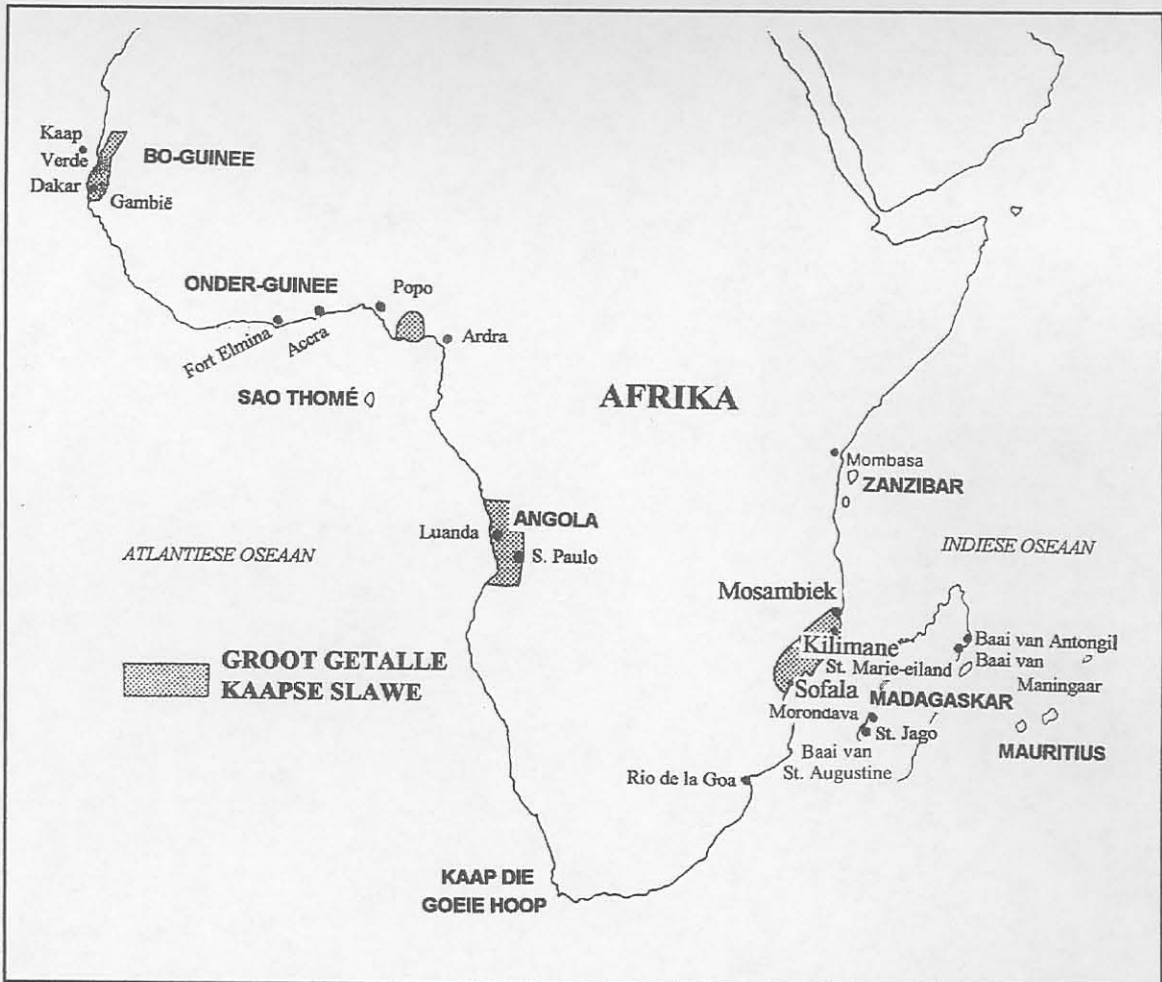 Kaap
Verde
BO-GUINEE
Dakar
Gambië
ONDER-GUINEE
Popo
Fort Elmina
Accra
Ardra
SAO THOMÉ
AFRIKA
Mombasa
ZANZIBAR
Luanda
ANGOLA
S. Paulo
ATLANTIESE OSEAAN
INDIESE OSEAAN
Mosambiek
Kilimane
Baai van Antongil
St. Marie-eiland
Baai van
Maningaar
Sofala
MADAGASKAR
Morondava
St. Jago
MAURITIUS
Baai van
St. Augustine
Rio de la Goa
GROOT GETALLE
KAAPSE SLAWE
KAAP DIE
GOEIE HOOP